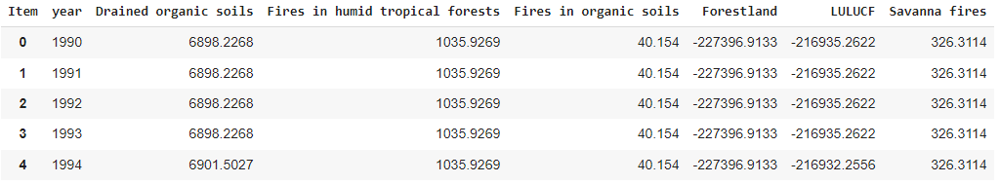 Item year Drained organic soils Fires in humid tropical forests Fires in organic soils Forestland LULUCF Savanna fires
0 1990 6898.2268 1035.9269 40.154 -227396.9133 -216935.2622 326.3114
1 1991 6898.2268 1035.9269 40.154 -227396.9133 -216935.2622 326.3114
2 1992 6898.2268 1035.9269 40.154 -227396.9133 -216935.2622 326.3114
3 1993 6898.2268 1035.9269 40.154 -227396.9133 -216935.2622 326.3114
4 1994 6901.5027 1035.9269 40.154 -227396.9133 -216932.2556 326.3114